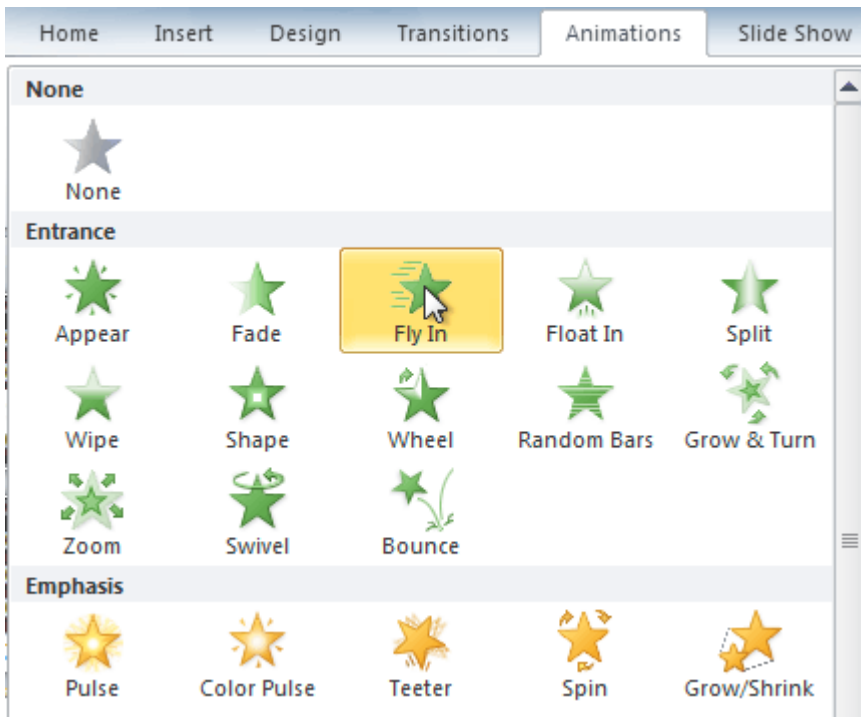 Home Insert Design Transitions Animations Slide Show
None
None
Entrance
Appear Fade Fly In Float In Split
Wipe Shape Wheel Random Bars Grow & Turn
Zoom Swivel Bounce
Emphasis
Pulse Color Pulse Teeter Spin Grow/Shrink